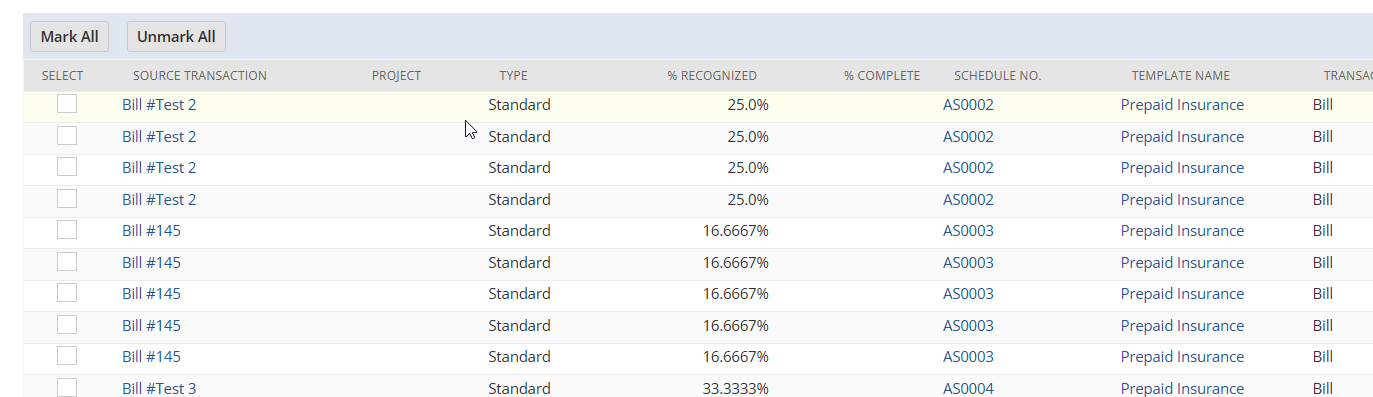 Mark All Unmark All
SELECT SOURCE TRANSACTION PROJECT TYPE % RECOGNIZED % COMPLETE SCHEDULE NO. TEMPLATE NAME TRANSAC
Bill #Test 2 Standard 25.0% AS0002 Prepaid Insurance Bill
Bill #Test 2 Standard 25.0% AS0002 Prepaid Insurance Bill
Bill #Test 2 Standard 25.0% AS0002 Prepaid Insurance Bill
Bill #Test 2 Standard 25.0% AS0002 Prepaid Insurance Bill
Bill #145 Standard 16.6667% AS0003 Prepaid Insurance Bill
Bill #145 Standard 16.6667% AS0003 Prepaid Insurance Bill
Bill #145 Standard 16.6667% AS0003 Prepaid Insurance Bill
Bill #145 Standard 16.6667% AS0003 Prepaid Insurance Bill
Bill #145 Standard 16.6667% AS0003 Prepaid Insurance Bill
Bill #Test 3 Standard 33.3333% AS0004 Prepaid Insurance Bill